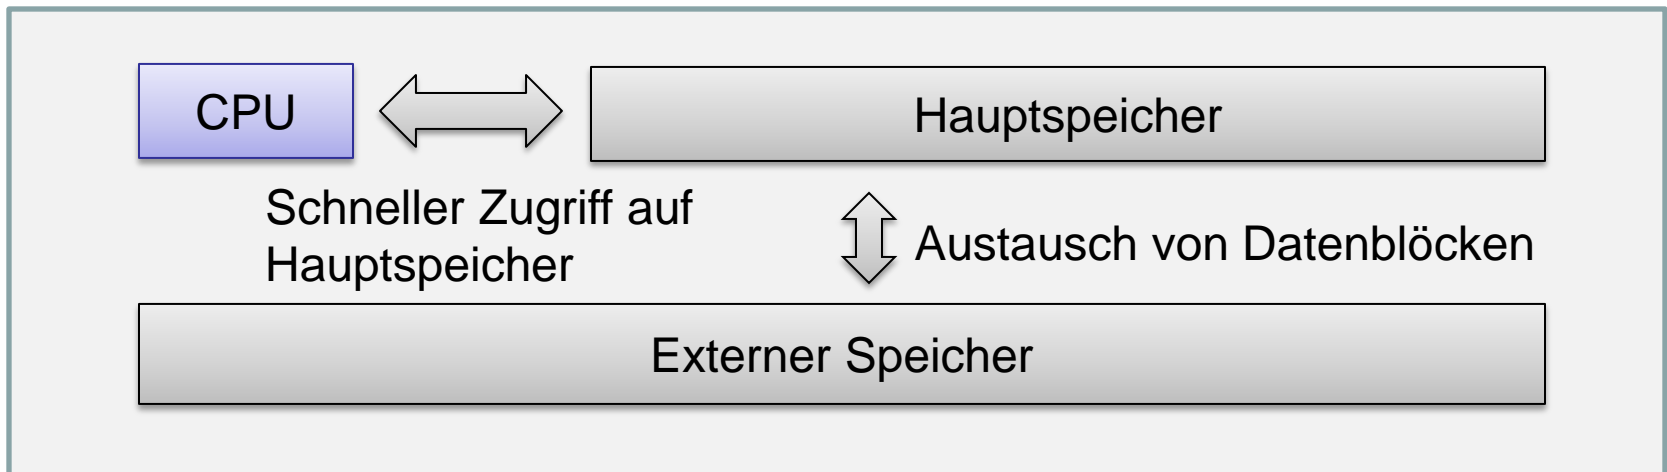 CPU
Hauptspeicher
Schneller Zugriff auf
Hauptspeicher
Austausch von Datenblöcken
Externer Speicher